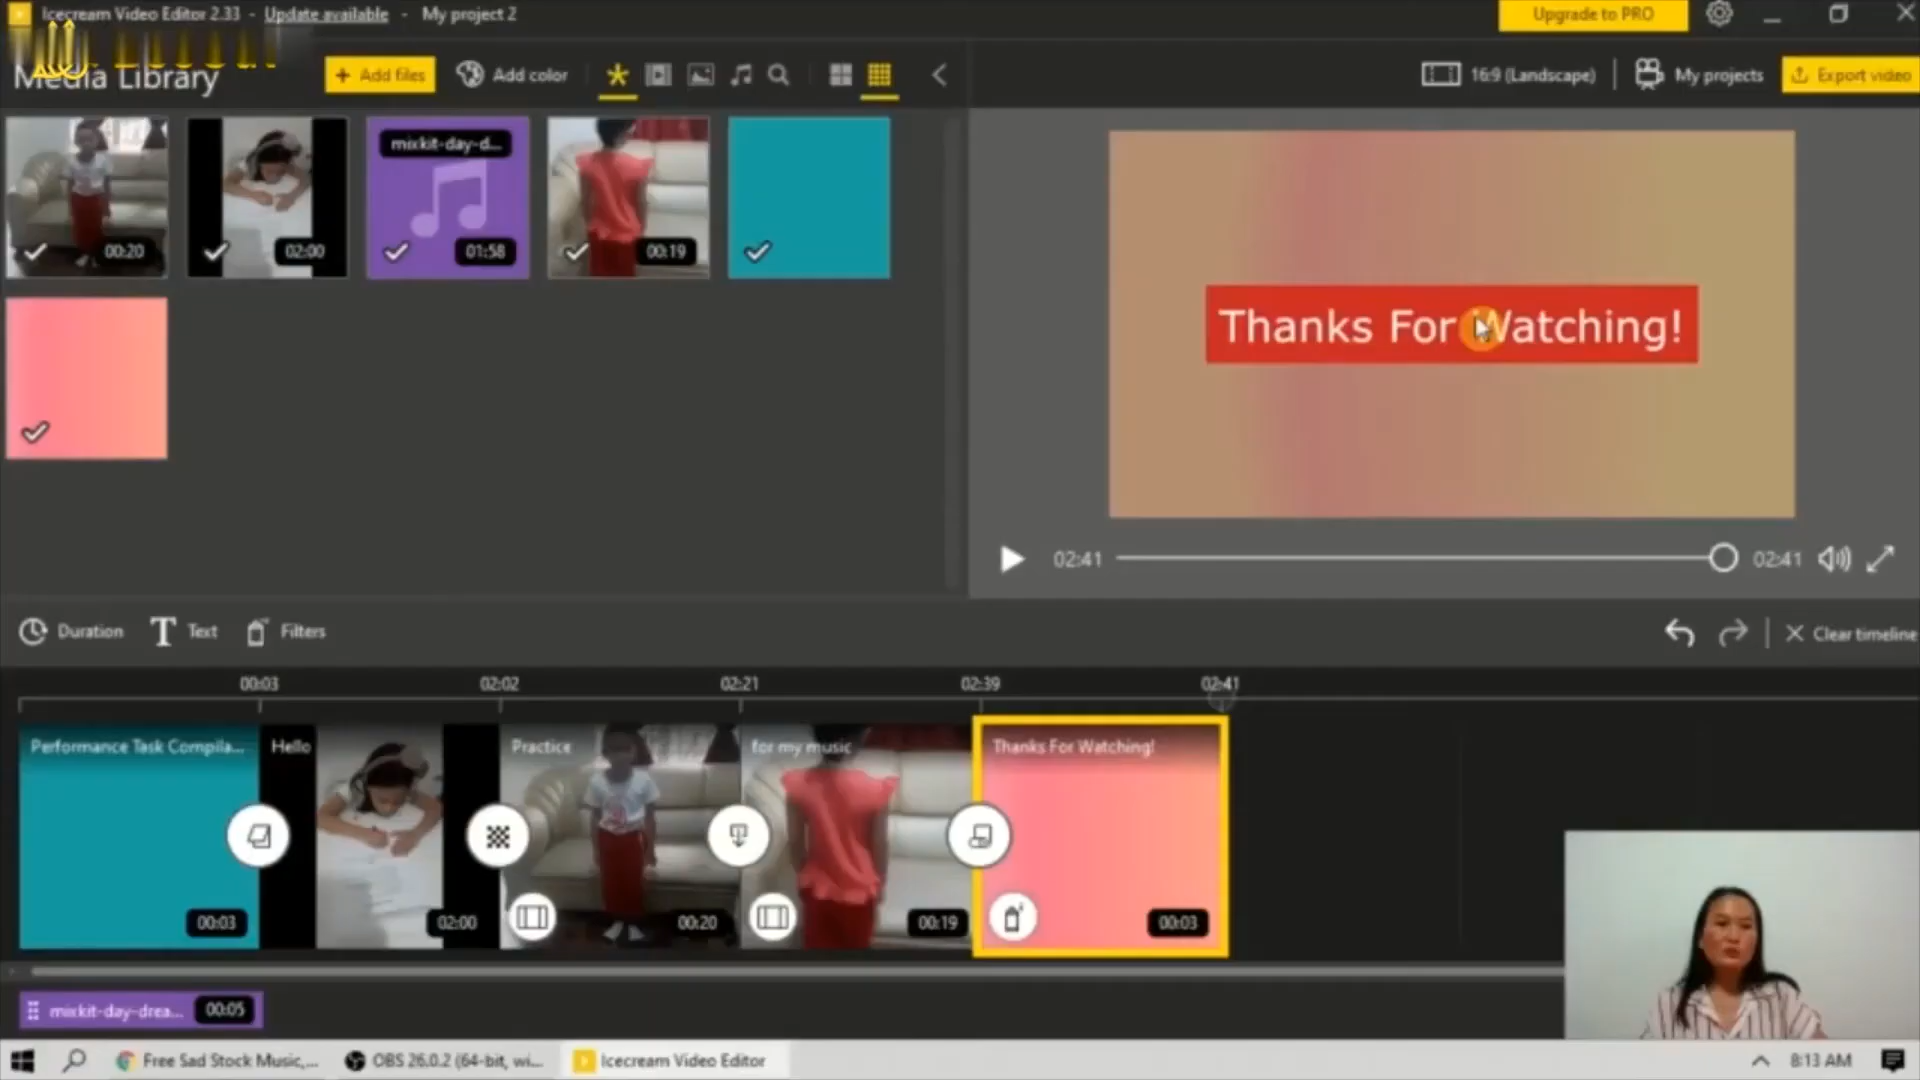 Icecream Video Editor 2.33 - Update available - My project 2
Upgrade to PRO
Media Library
+ Add files
Add color
16:9 (Landscape)
My projects
Export video
mixkit-day-d...
00:20
02:00
01:58
00:19
Thanks For Watching!
02:41
02:41
Duration
Text
Filters
Clear timeline
00:03
02:02
02:21
02:39
02:41
Performance Task Compila...
Hello
Practice
for my music
Thanks For Watching!
00:03
02:00
00:20
00:19
00:03
mixkit-day-drea...
00:05
Free Sad Stock Music,...
OBS 26.0.2 (64-bit, wi...
Icecream Video Editor
8:13 AM